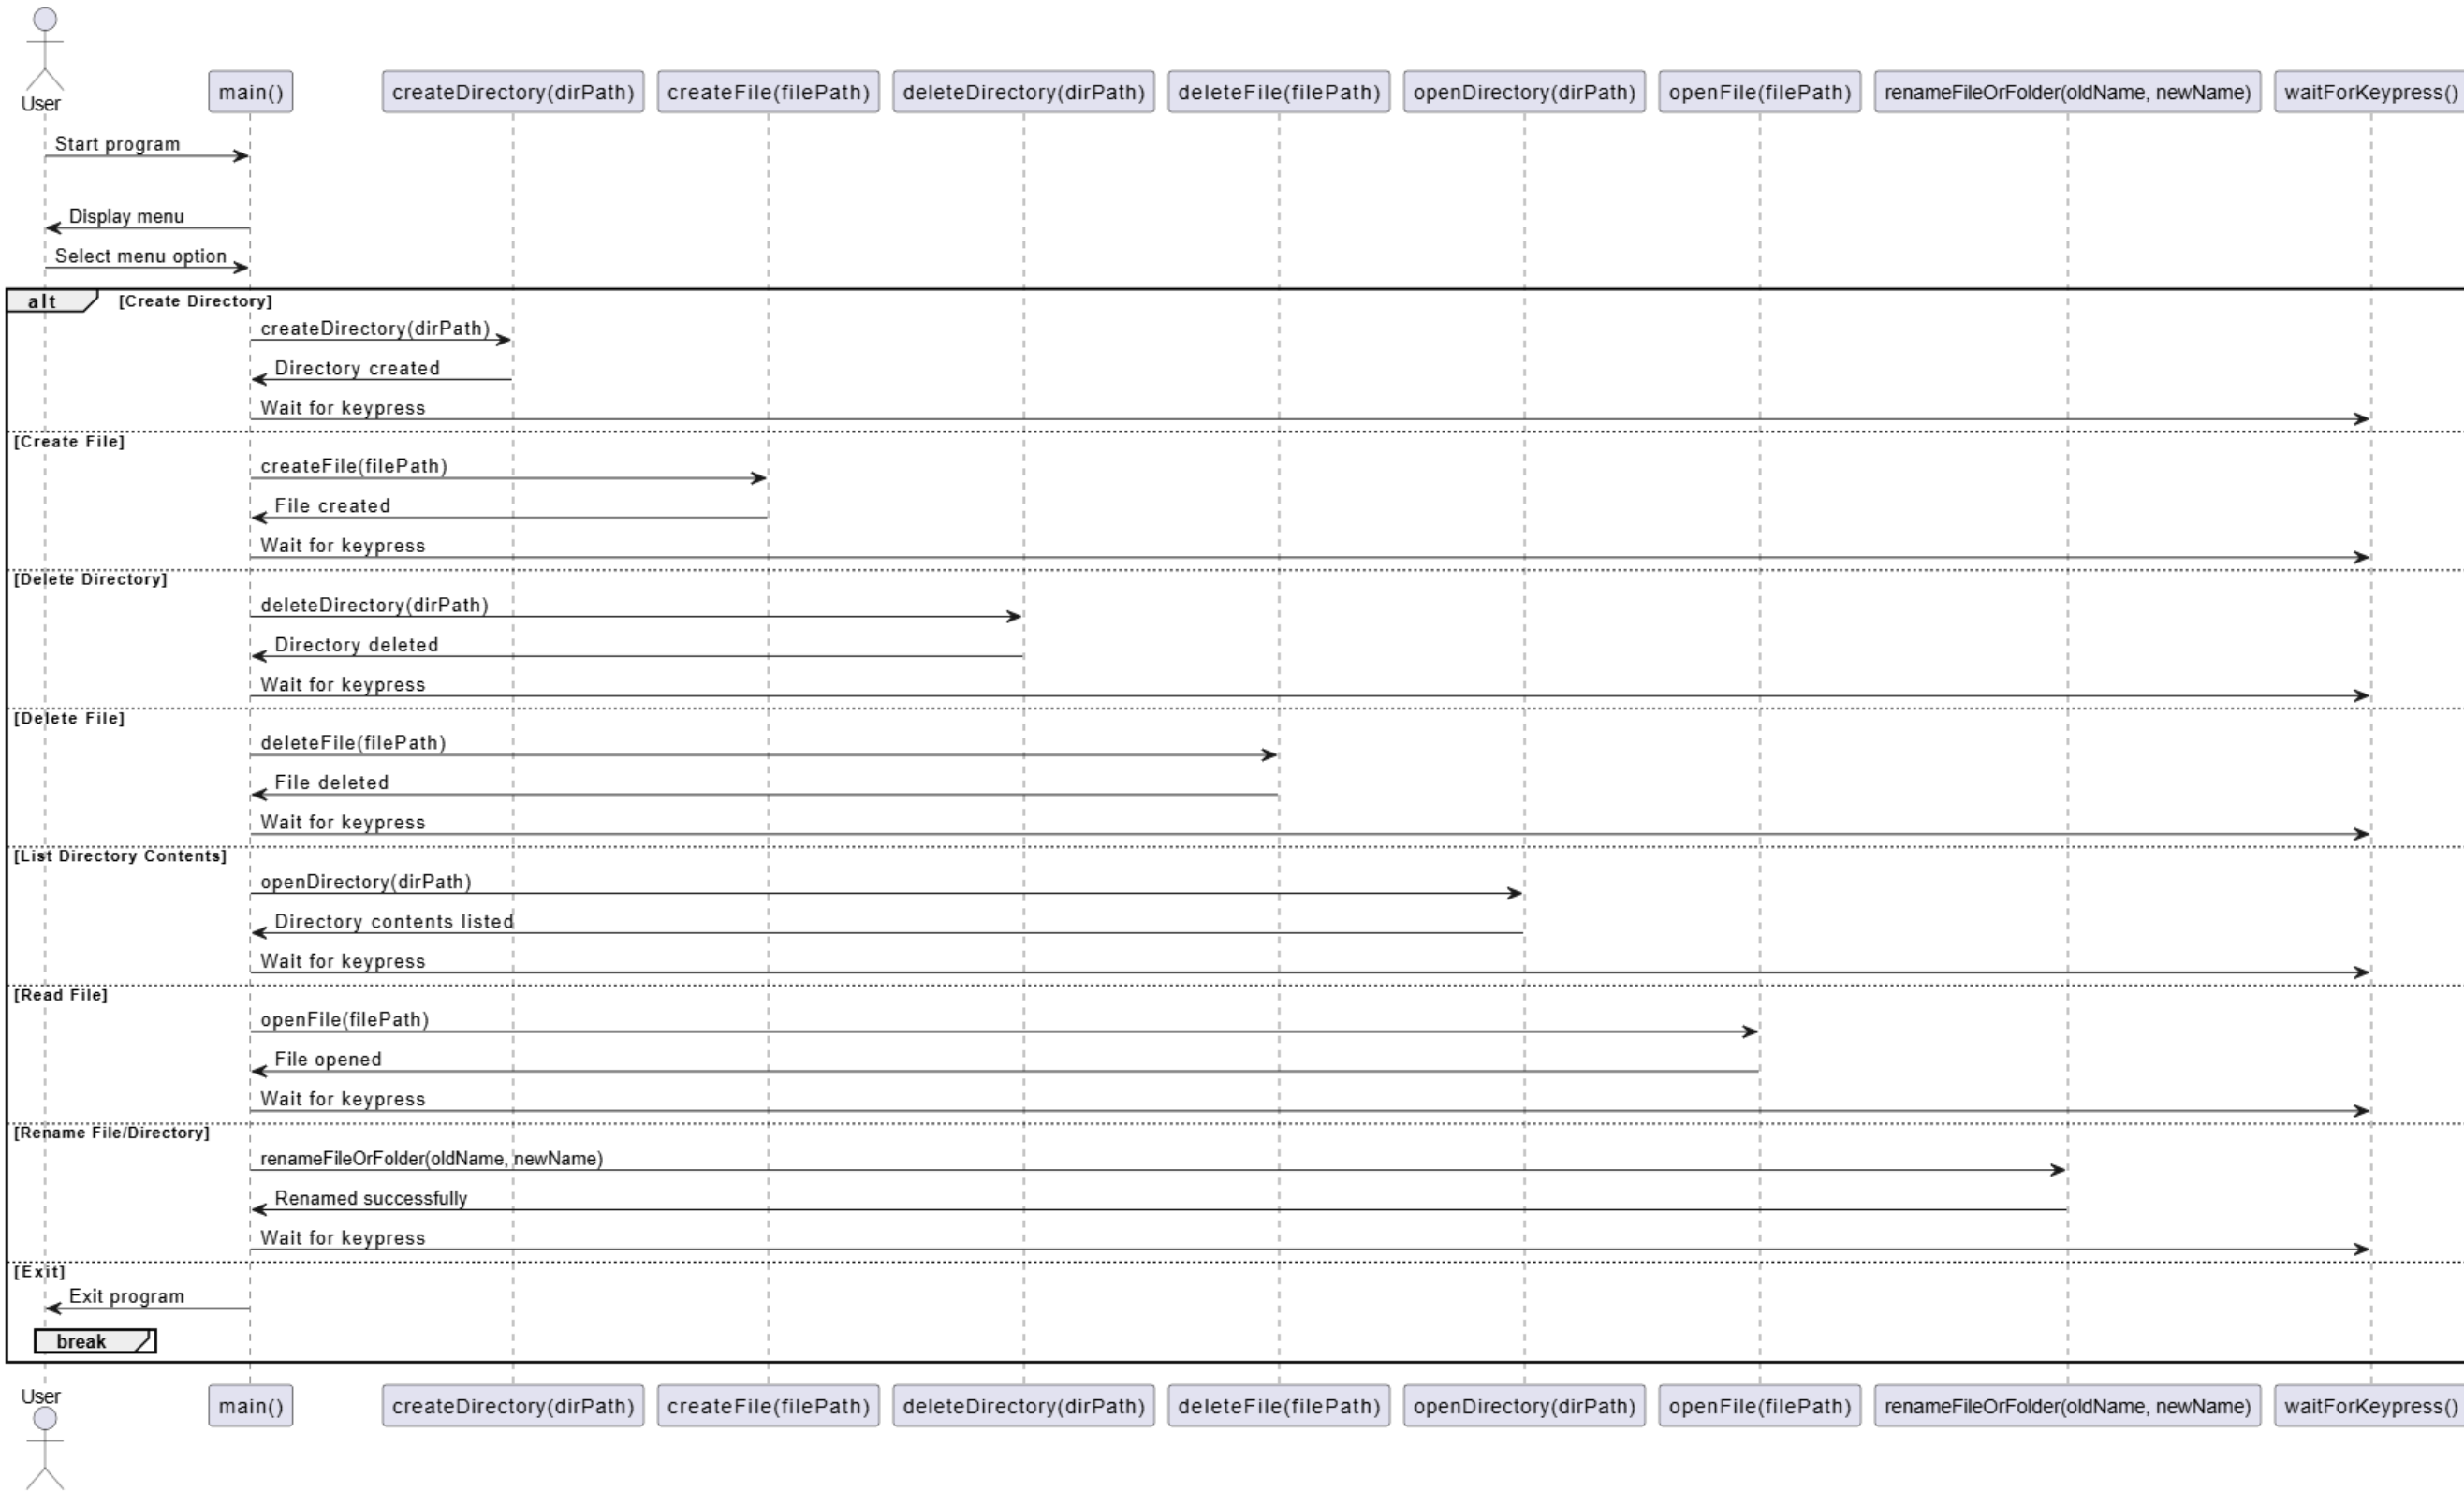 User
main()
createDirectory(dirPath)
createFile(filePath)
deleteDirectory(dirPath)
deleteFile(filePath)
openDirectory(dirPath)
openFile(filePath)
renameFileOrFolder(oldName, newName)
waitForKeypress()
Start program
Display menu
Select menu option
alt
[Create Directory]
createDirectory(dirPath)
Directory created
Wait for keypress
[Create File]
createFile(filePath)
File created
Wait for keypress
[Delete Directory]
deleteDirectory(dirPath)
Directory deleted
Wait for keypress
[Delete File]
deleteFile(filePath)
File deleted
Wait for keypress
[List Directory Contents]
openDirectory(dirPath)
Directory contents listed
Wait for keypress
[Read File]
openFile(filePath)
File opened
Wait for keypress
[Rename File/Directory]
renameFileOrFolder(oldName, newName)
Renamed successfully
Wait for keypress
[Exit]
Exit program
break
User
main()
createDirectory(dirPath)
createFile(filePath)
deleteDirectory(dirPath)
deleteFile(filePath)
openDirectory(dirPath)
openFile(filePath)
renameFileOrFolder(oldName, newName)
waitForKeypress()